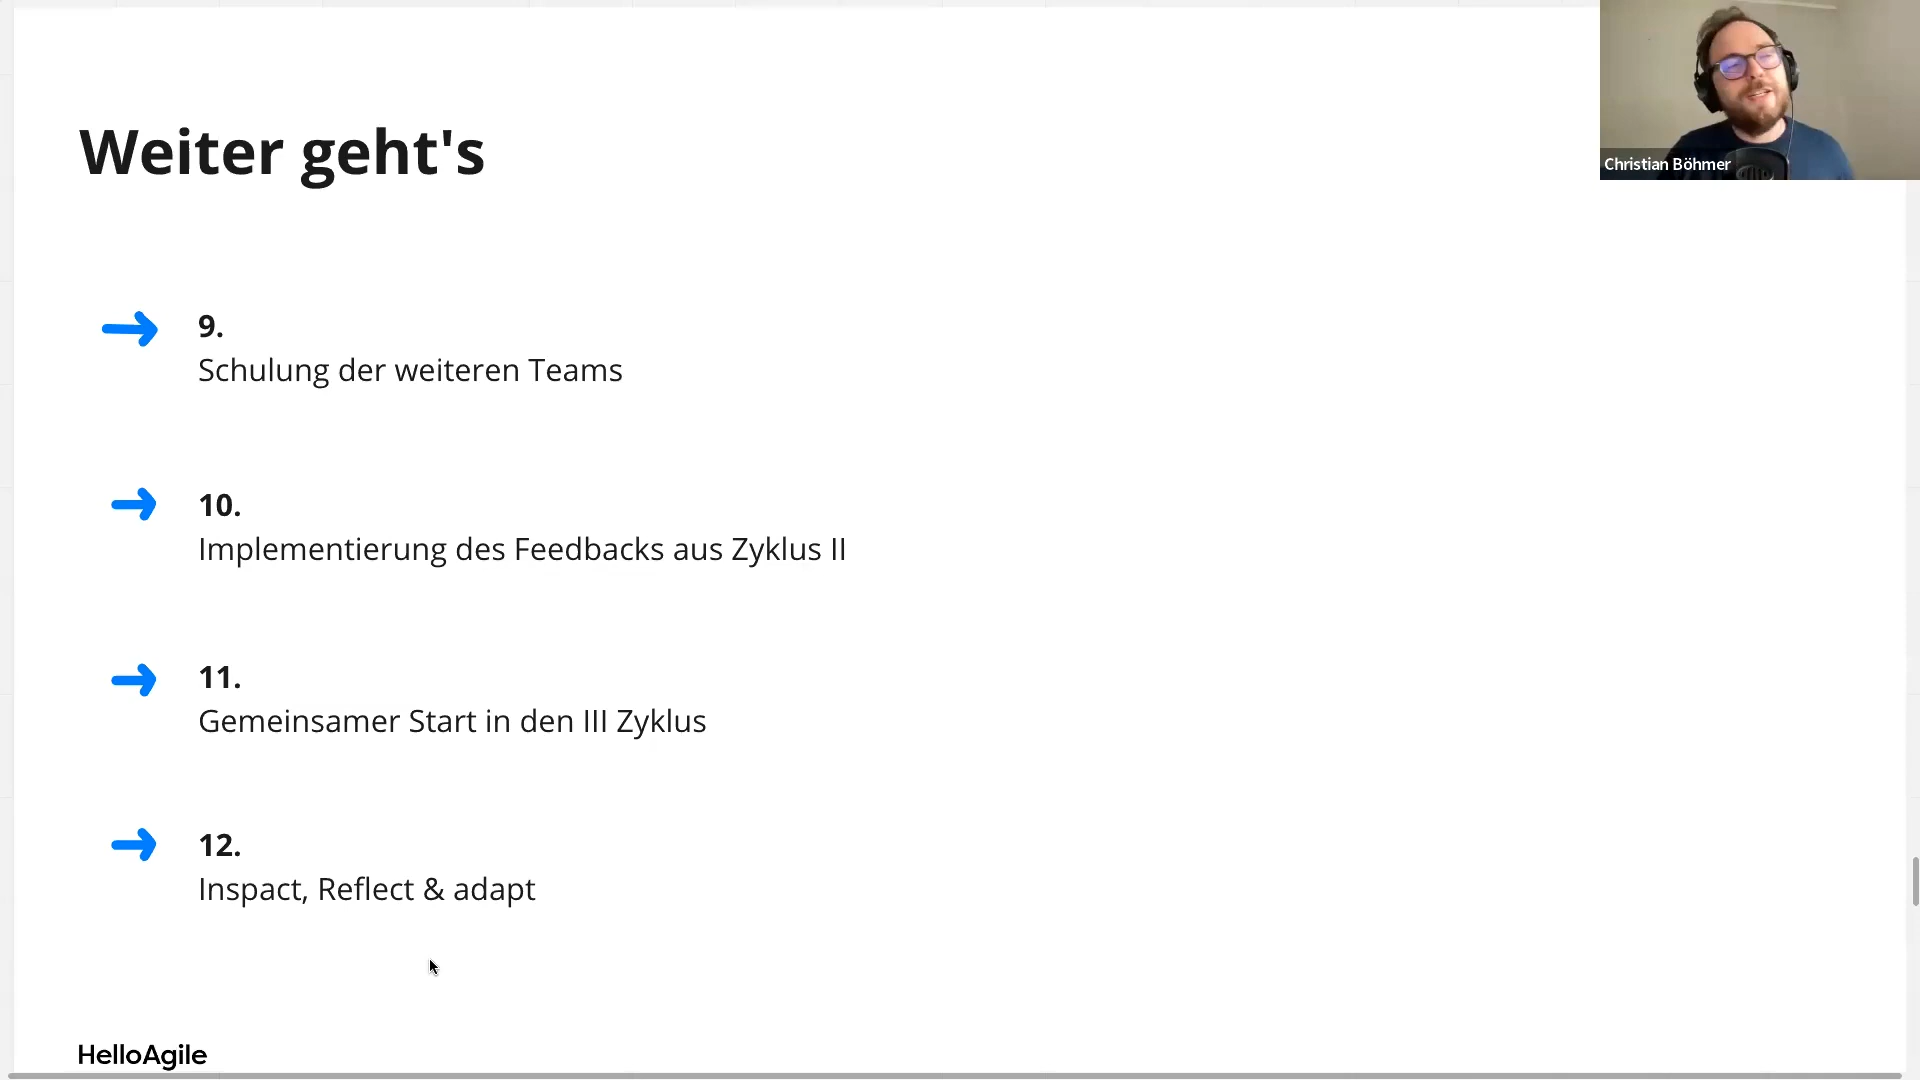 Weiter geht's
Christian Böhmer
9.
Schulung der weiteren Teams
10.
Implementierung des Feedbacks aus Zyklus II
11.
Gemeinsamer Start in den III Zyklus
12.
Inspact, Reflect & adapt
HelloAgile